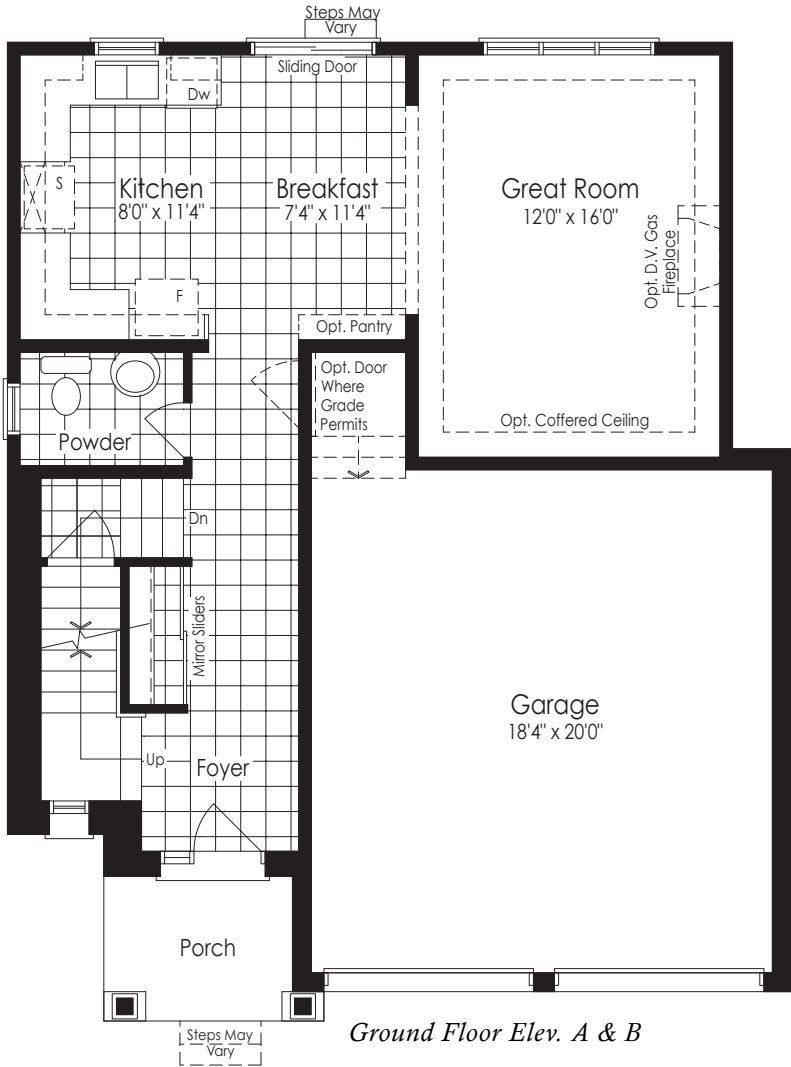 Steps May
Vary
Sliding Door
Dw
S
Kitchen
8'0" x 11'4"
Breakfast
7'4" x 11'4"
Great Room
12'0" x 16'0"
Opt. D.V. Gas
Fireplace
F
Opt. Pantry
Opt. Door
Where
Grade
Permits
Opt. Coffered Ceiling
Powder
Dn
Mirror Sliders
Garage
18'4" x 20'0"
Up
Foyer
Porch
Steps May
Vary
Ground Floor Elev. A & B